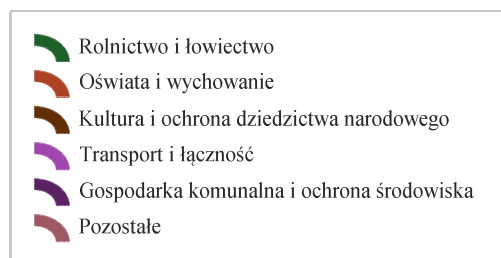 Rolnictwo i łowiectwo
Oświata i wychowanie
Kultura i ochrona dziedzictwa narodowego
Transport i łączność
Gospodarka komunalna i ochrona środowiska
Pozostałe